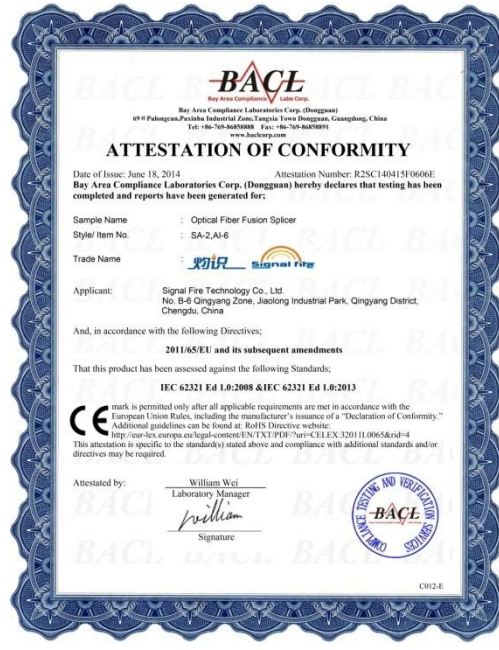 BACL
Bay Area Compliance Labs Corp.
Bay Area Compliance Laboratories Corp. (Dongguan)
69 # Pulongcun,Puxinhu Industrial Zone,Tangxia Town Dongguan, Guangdong, China
Tel: +86-769-86858888 Fax: +86-769-86858891
www.baclcorp.com
ATTESTATION OF CONFORMITY
Date of Issue: June 18, 2014 Attestation Number: R2SC140415F0606E
Bay Area Compliance Laboratories Corp. (Dongguan) hereby declares that testing has been
completed and reports have been generated for;
Sample Name : Optical Fiber Fusion Splicer
Style/ Item No. : SA-2,AI-6
Trade Name : 灼识 Signal fire
Applicant: Signal Fire Technology Co., Ltd.
No. B-6 Qingyang Zone, Jiaolong Industrial Park, Qingyang District,
Chengdu, China
And, in accordance with the following Directives;
2011/65/EU and its subsequent amendments
That this product has been assessed against the following Standards;
IEC 62321 Ed 1.0:2008 &IEC 62321 Ed 1.0:2013
CE mark is permitted only after all applicable requirements are met in accordance with the
European Union Rules, including the manufacturer's issuance of a "Declaration of Conformity."
Additional guidelines can be found at: RoHS Directive website:
http://eur-lex.europa.eu/legal-content/EN/TXT/PDF/?uri=CELEX:32011L0065&rid=4
This attestation is specific to the standard(s) stated above and compliance with additional standards and/or
directives may be required.
Attested by: William Wei
Laboratory Manager
William
Signature
COMPLIANCE TESTING AND VERIFICATION SERVICES
BACL
C012-E